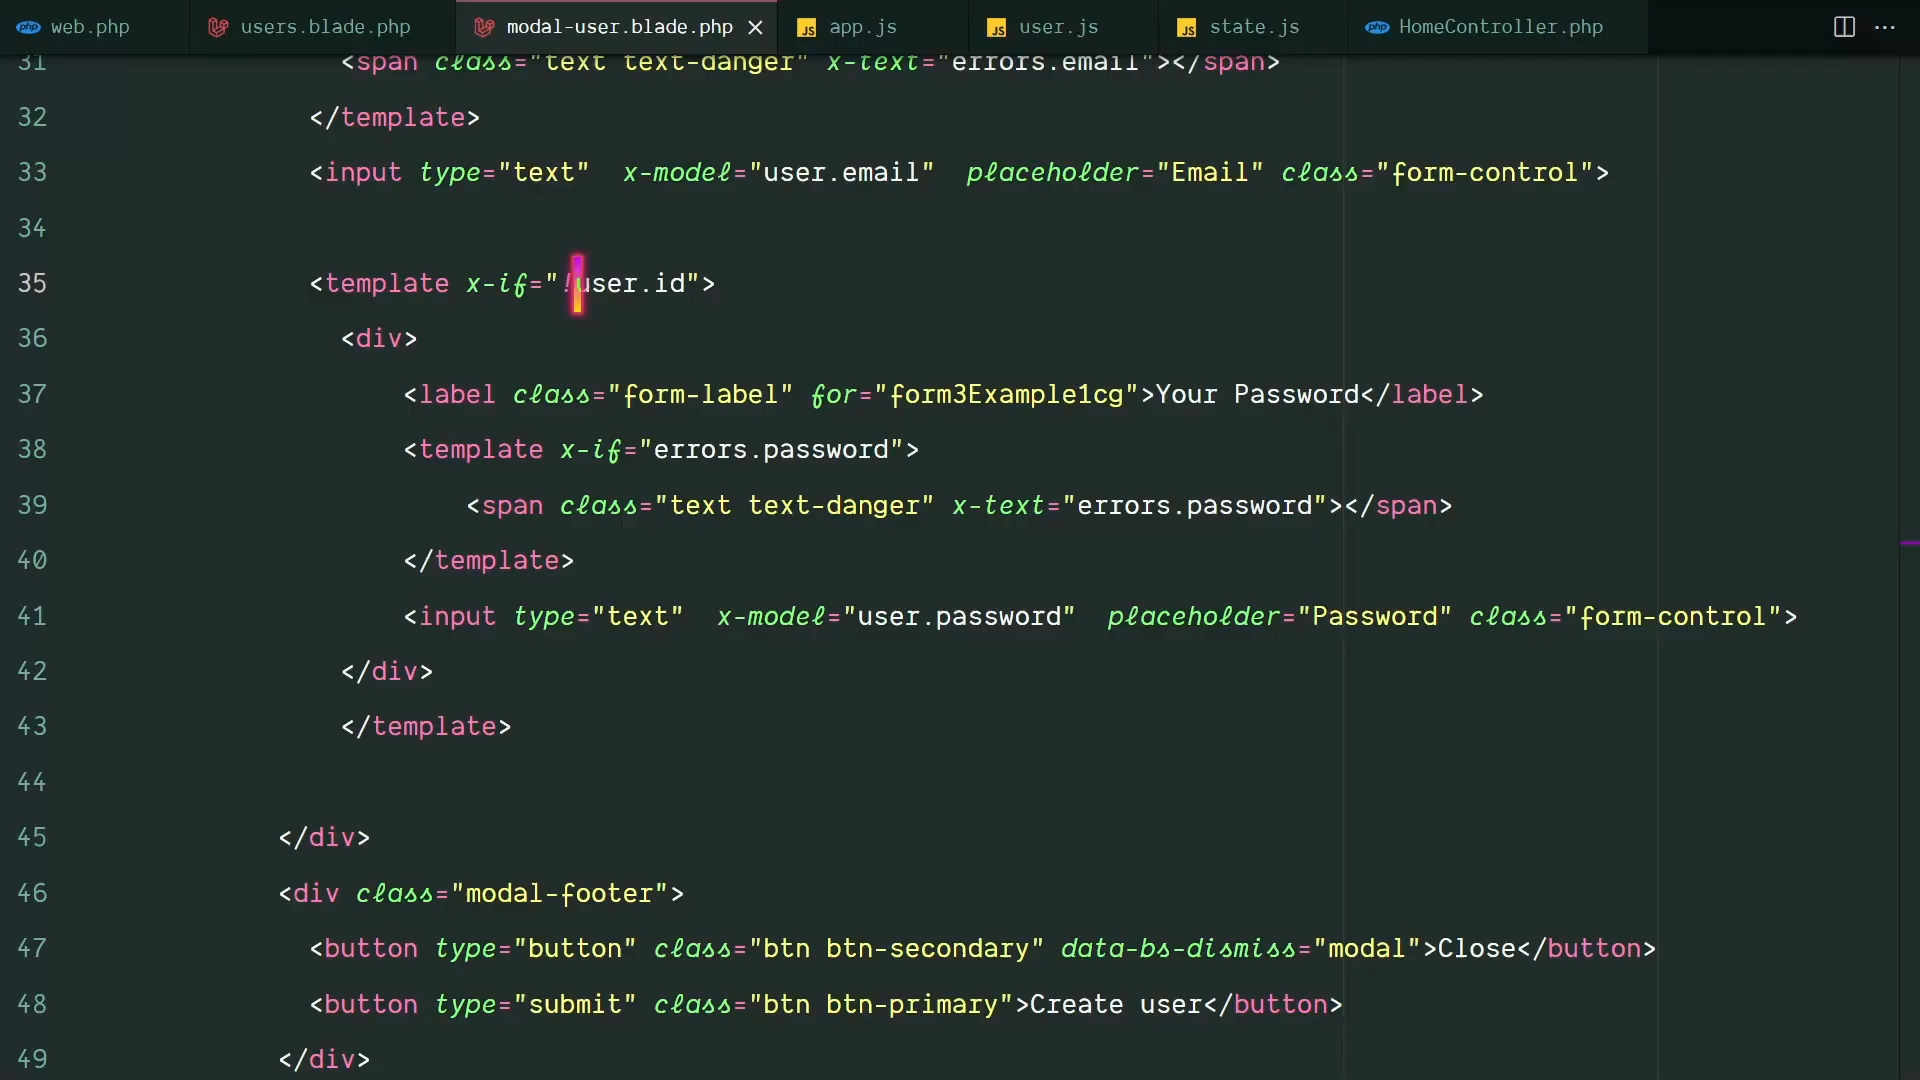 web.php users.blade.php modal-user.blade.php app.js user.js state.js HomeController.php
31 <span class="text text-danger" x-text="errors.email"></span>
32 </template>
33 <input type="text"  x-model="user.email"  placeholder="Email" class="form-control">
34
35 <template x-if="!user.id">
36 <div>
37 <label class="form-label" for="form3Example1cg">Your Password</label>
38 <template x-if="errors.password">
39 <span class="text text-danger" x-text="errors.password"></span>
40 </template>
41 <input type="text"  x-model="user.password"  placeholder="Password" class="form-control">
42 </div>
43 </template>
44
45 </div>
46 <div class="modal-footer">
47 <button type="button" class="btn btn-secondary" data-bs-dismiss="modal">Close</button>
48 <button type="submit" class="btn btn-primary">Create user</button>
49 </div>